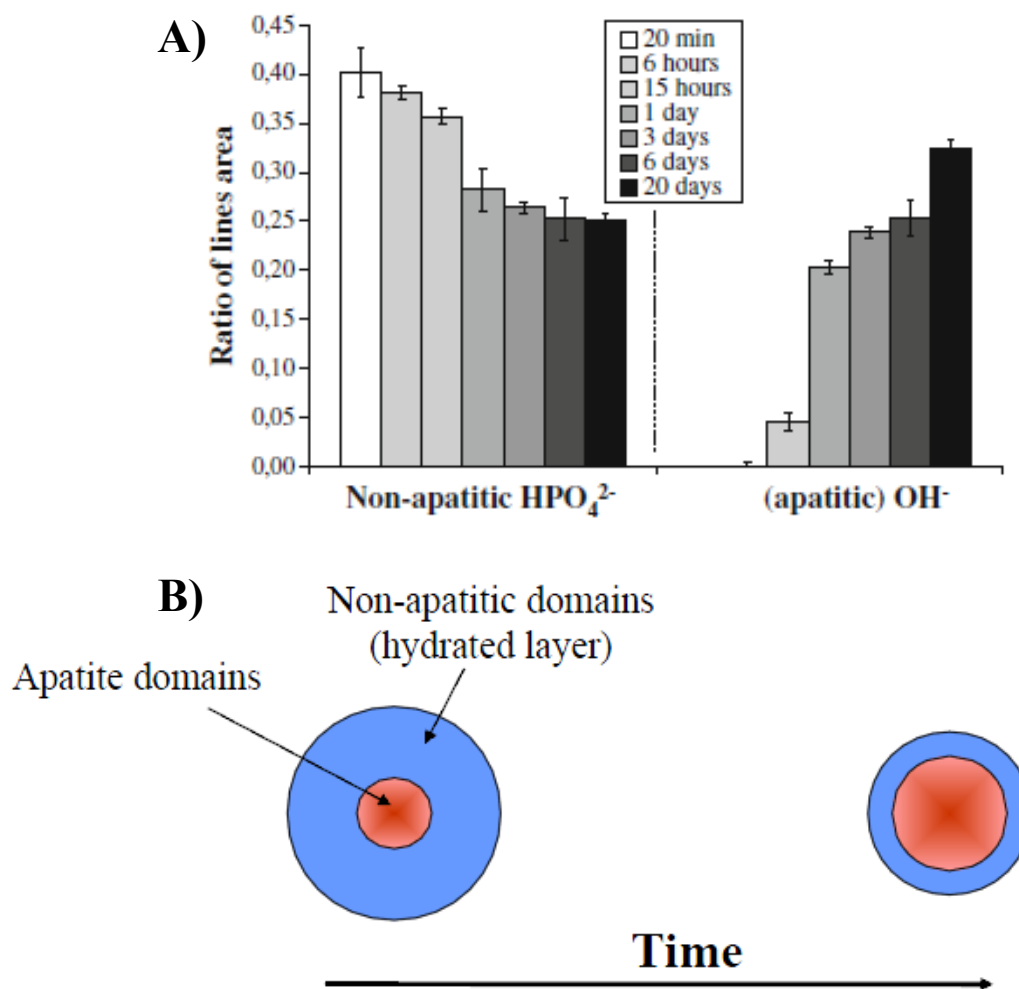 A)
Ratio of lines area
0,45
0,40
0,35
0,30
0,25
0,20
0,15
0,10
0,05
0,00
20 min
6 hours
15 hours
1 day
3 days
6 days
20 days
Non-apatitic HPO₄²⁻
(apatitic) OH⁻
B)
Non-apatitic domains
(hydrated layer)
Apatite domains
Time